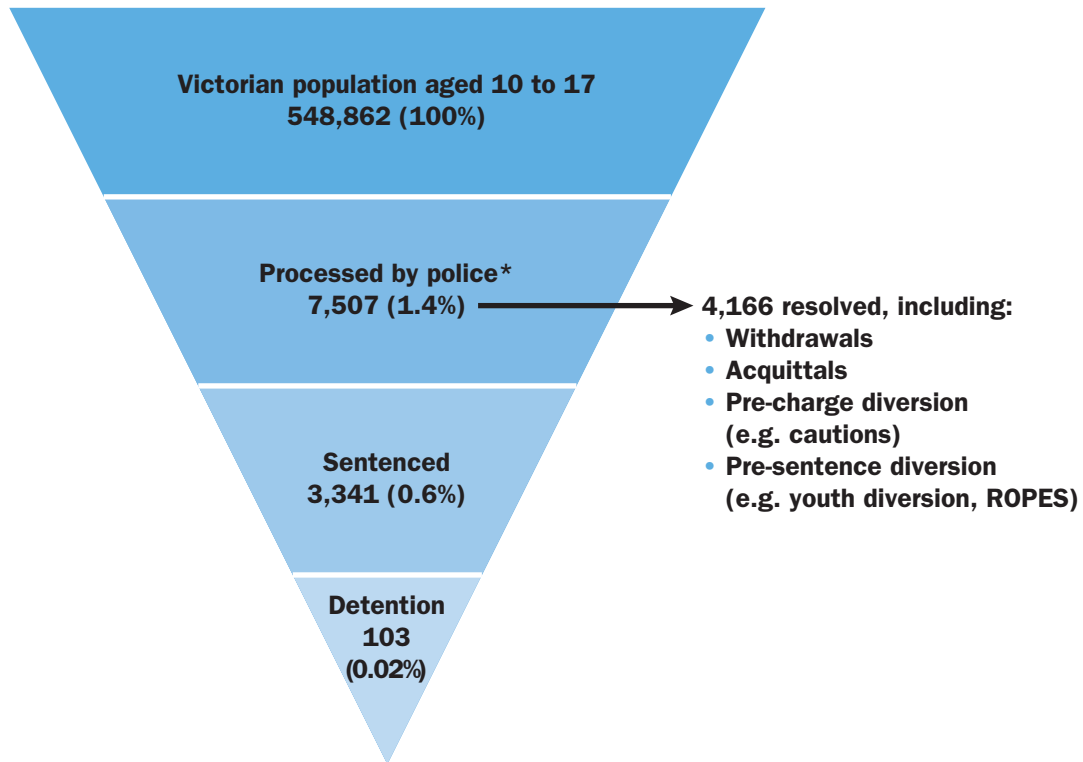 Victorian population aged 10 to 17
548,862 (100%)
Processed by police*
7,507 (1.4%)
4,166 resolved, including:
• Withdrawals
• Acquittals
• Pre-charge diversion
(e.g. cautions)
• Pre-sentence diversion
(e.g. youth diversion, ROPES)
Sentenced
3,341 (0.6%)
Detention
103
(0.02%)